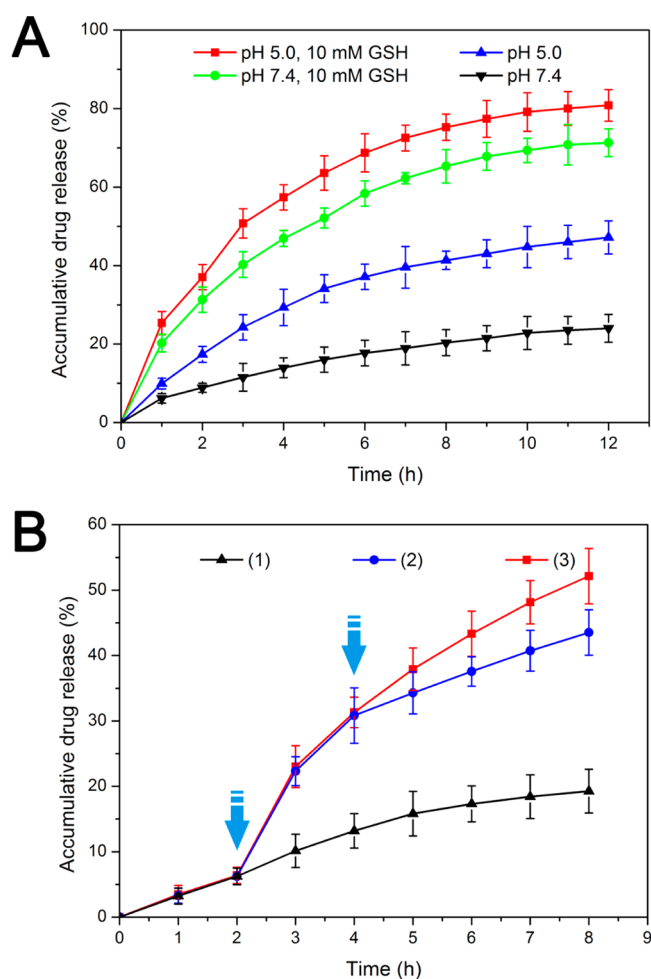 A
pH 5.0, 10 mM GSH
pH 5.0
pH 7.4, 10 mM GSH
pH 7.4
Accumulative drug release (%)
100
80
60
40
20
0
0 2 4 6 8 10 12
Time (h)
B
(1) (2) (3)
Accumulative drug release (%)
60
50
40
30
20
10
0
0 1 2 3 4 5 6 7 8 9
Time (h)